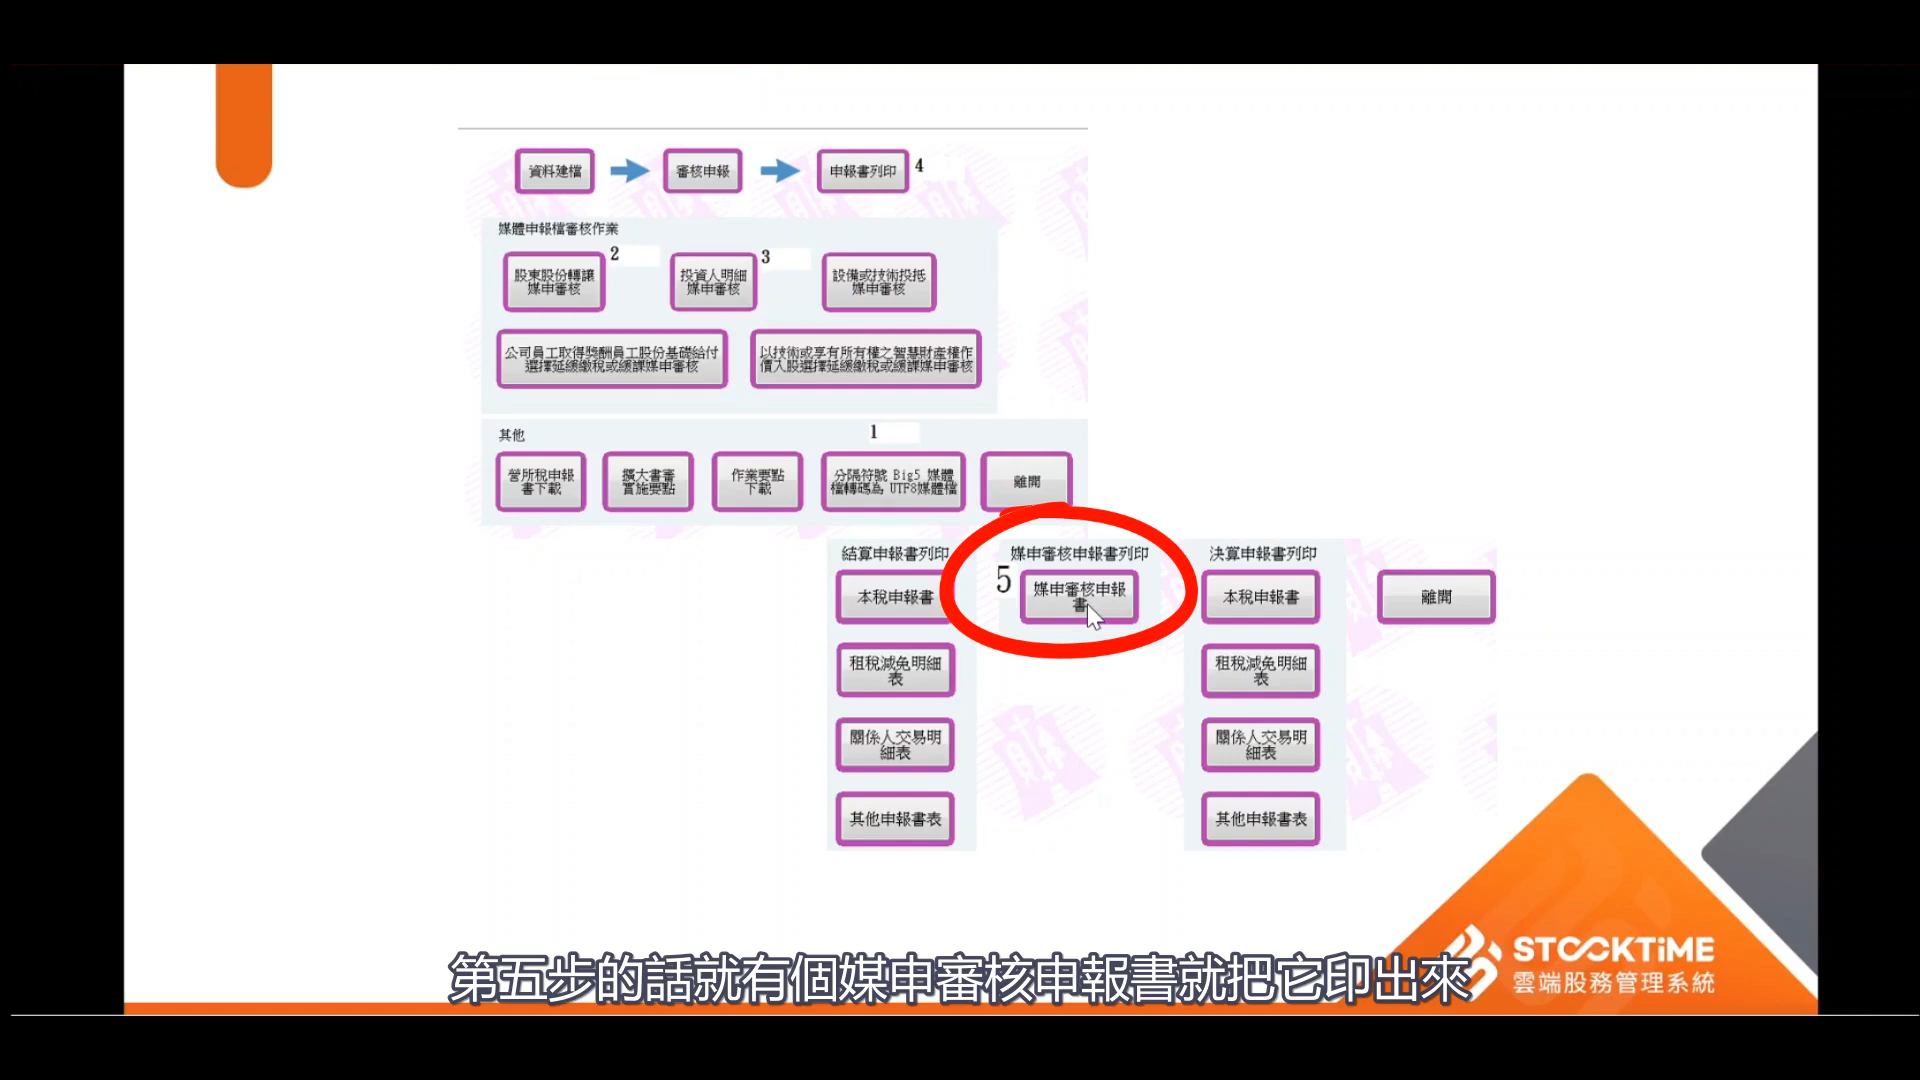 資料建檔
審核申報
申報書列印
4
媒體申報檔審核作業
2
3
股東股份轉讓
媒申審核
投資人明細
媒申審核
設備或技術投抵
媒申審核
公司員工取得獎酬員工股份基礎給付
選擇延緩繳稅或緩課媒申審核
以技術或享有所有權之智慧財產權作
價入股選擇延緩繳稅或緩課媒申審核
其他
1
營所稅申報
書下載
擴大書審
實施要點
作業要點
下載
分隔符號 Big5 媒體
檔轉碼為 UTF8媒體檔
離開
結算申報書列印
媒申審核申報書列印
決算申報書列印
本稅申報書
5
媒申審核申報
書
本稅申報書
離開
租稅減免明細
表
租稅減免明細
表
關係人交易明
細表
關係人交易明
細表
其他申報書表
其他申報書表
STOCKTIME
雲端股務管理系統
第五步的話就有個媒申審核申報書就把它印出來